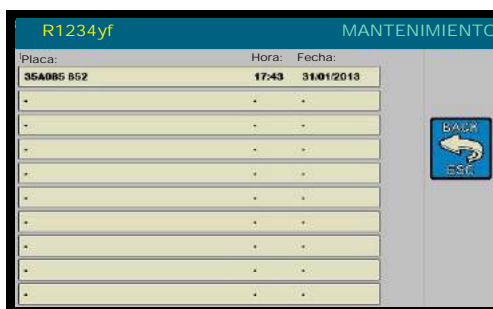 R1234yf MANTENIMIENTO
Placa: Hora: Fecha:
35A085 852 17:43 31/01/2013
- - -
- - -
- - -
- - -
- - -
- - -
- - -
- - -
- - -
BACK
ESC